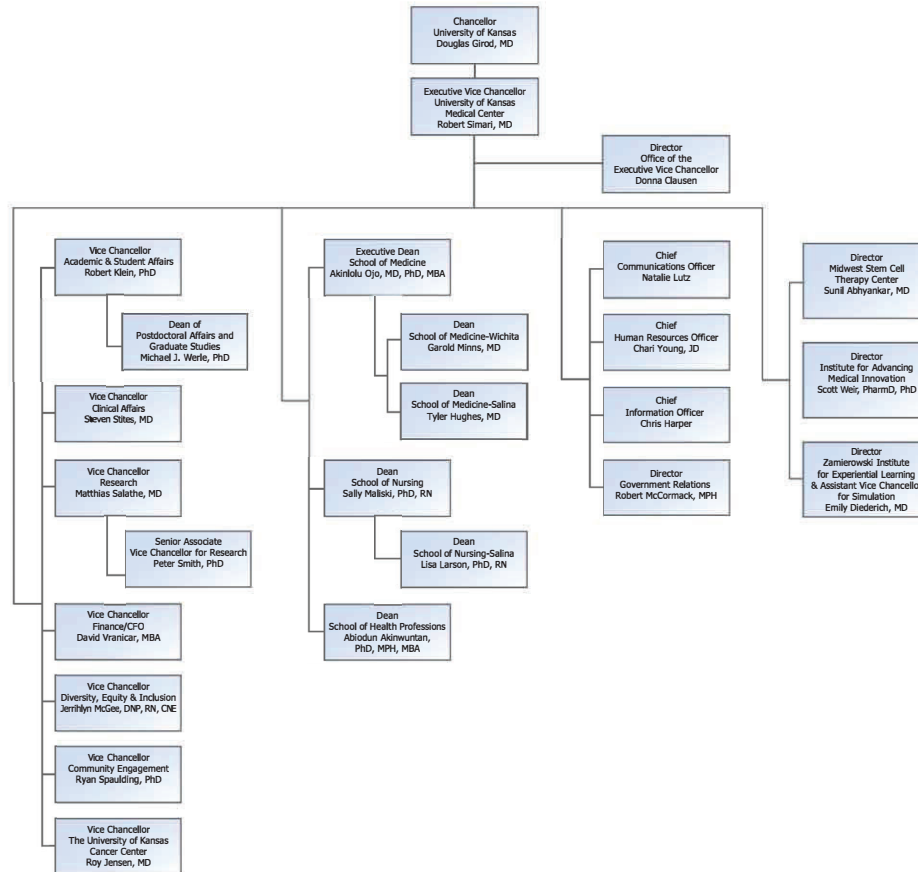 Chancellor
University of Kansas
Douglas Girod, MD
Executive Vice Chancellor
University of Kansas
Medical Center
Robert Simari, MD
Director
Office of the
Executive Vice Chancellor
Donna Clausen
Vice Chancellor
Academic & Student Affairs
Robert Klein, PhD
Dean of
Postdoctoral Affairs and
Graduate Studies
Michael J. Werle, PhD
Vice Chancellor
Clinical Affairs
Steven Stites, MD
Vice Chancellor
Research
Matthias Salathe, MD
Senior Associate
Vice Chancellor for Research
Peter Smith, PhD
Vice Chancellor
Finance/CFO
David Vranicar, MBA
Vice Chancellor
Diversity, Equity & Inclusion
Jerrihlyn McGee, DNP, RN, CNE
Vice Chancellor
Community Engagement
Ryan Spaulding, PhD
Vice Chancellor
The University of Kansas
Cancer Center
Roy Jensen, MD
Executive Dean
School of Medicine
Akinlolu Ojo, MD, PhD, MBA
Dean
School of Medicine-Wichita
Garold Minns, MD
Dean
School of Medicine-Salina
Tyler Hughes, MD
Dean
School of Nursing
Sally Maliski, PhD, RN
Dean
School of Nursing-Salina
Lisa Larson, PhD, RN
Dean
School of Health Professions
Abiodun Akinwuntan,
PhD, MPH, MBA
Chief
Communications Officer
Natalie Lutz
Chief
Human Resources Officer
Chari Young, JD
Chief
Information Officer
Chris Harper
Director
Government Relations
Robert McCormack, MPH
Director
Midwest Stem Cell
Therapy Center
Sunil Abhyankar, MD
Director
Institute for Advancing
Medical Innovation
Scott Weir, PharmD, PhD
Director
Zamierowski Institute
for Experiential Learning
& Assistant Vice Chancello
for Simulation
Emily Diederich, MD